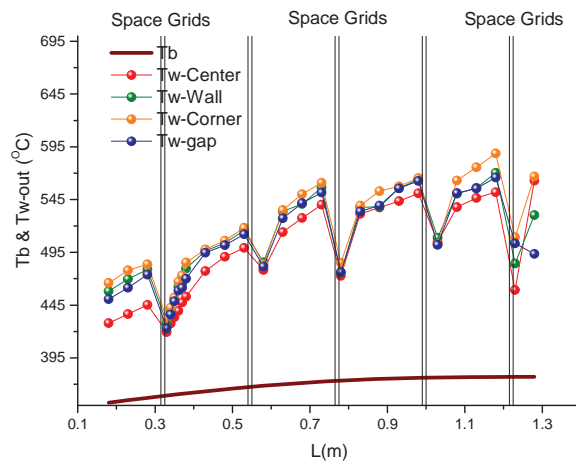 Space Grids Space Grids Space Grids
Tb
Tw-Center
Tw-Wall
Tw-Corner
Tw-gap
Tb & Tw-out (°C)
695
645
595
545
495
445
395
0.1 0.3 0.5 0.7 0.9 1.1 1.3
L(m)